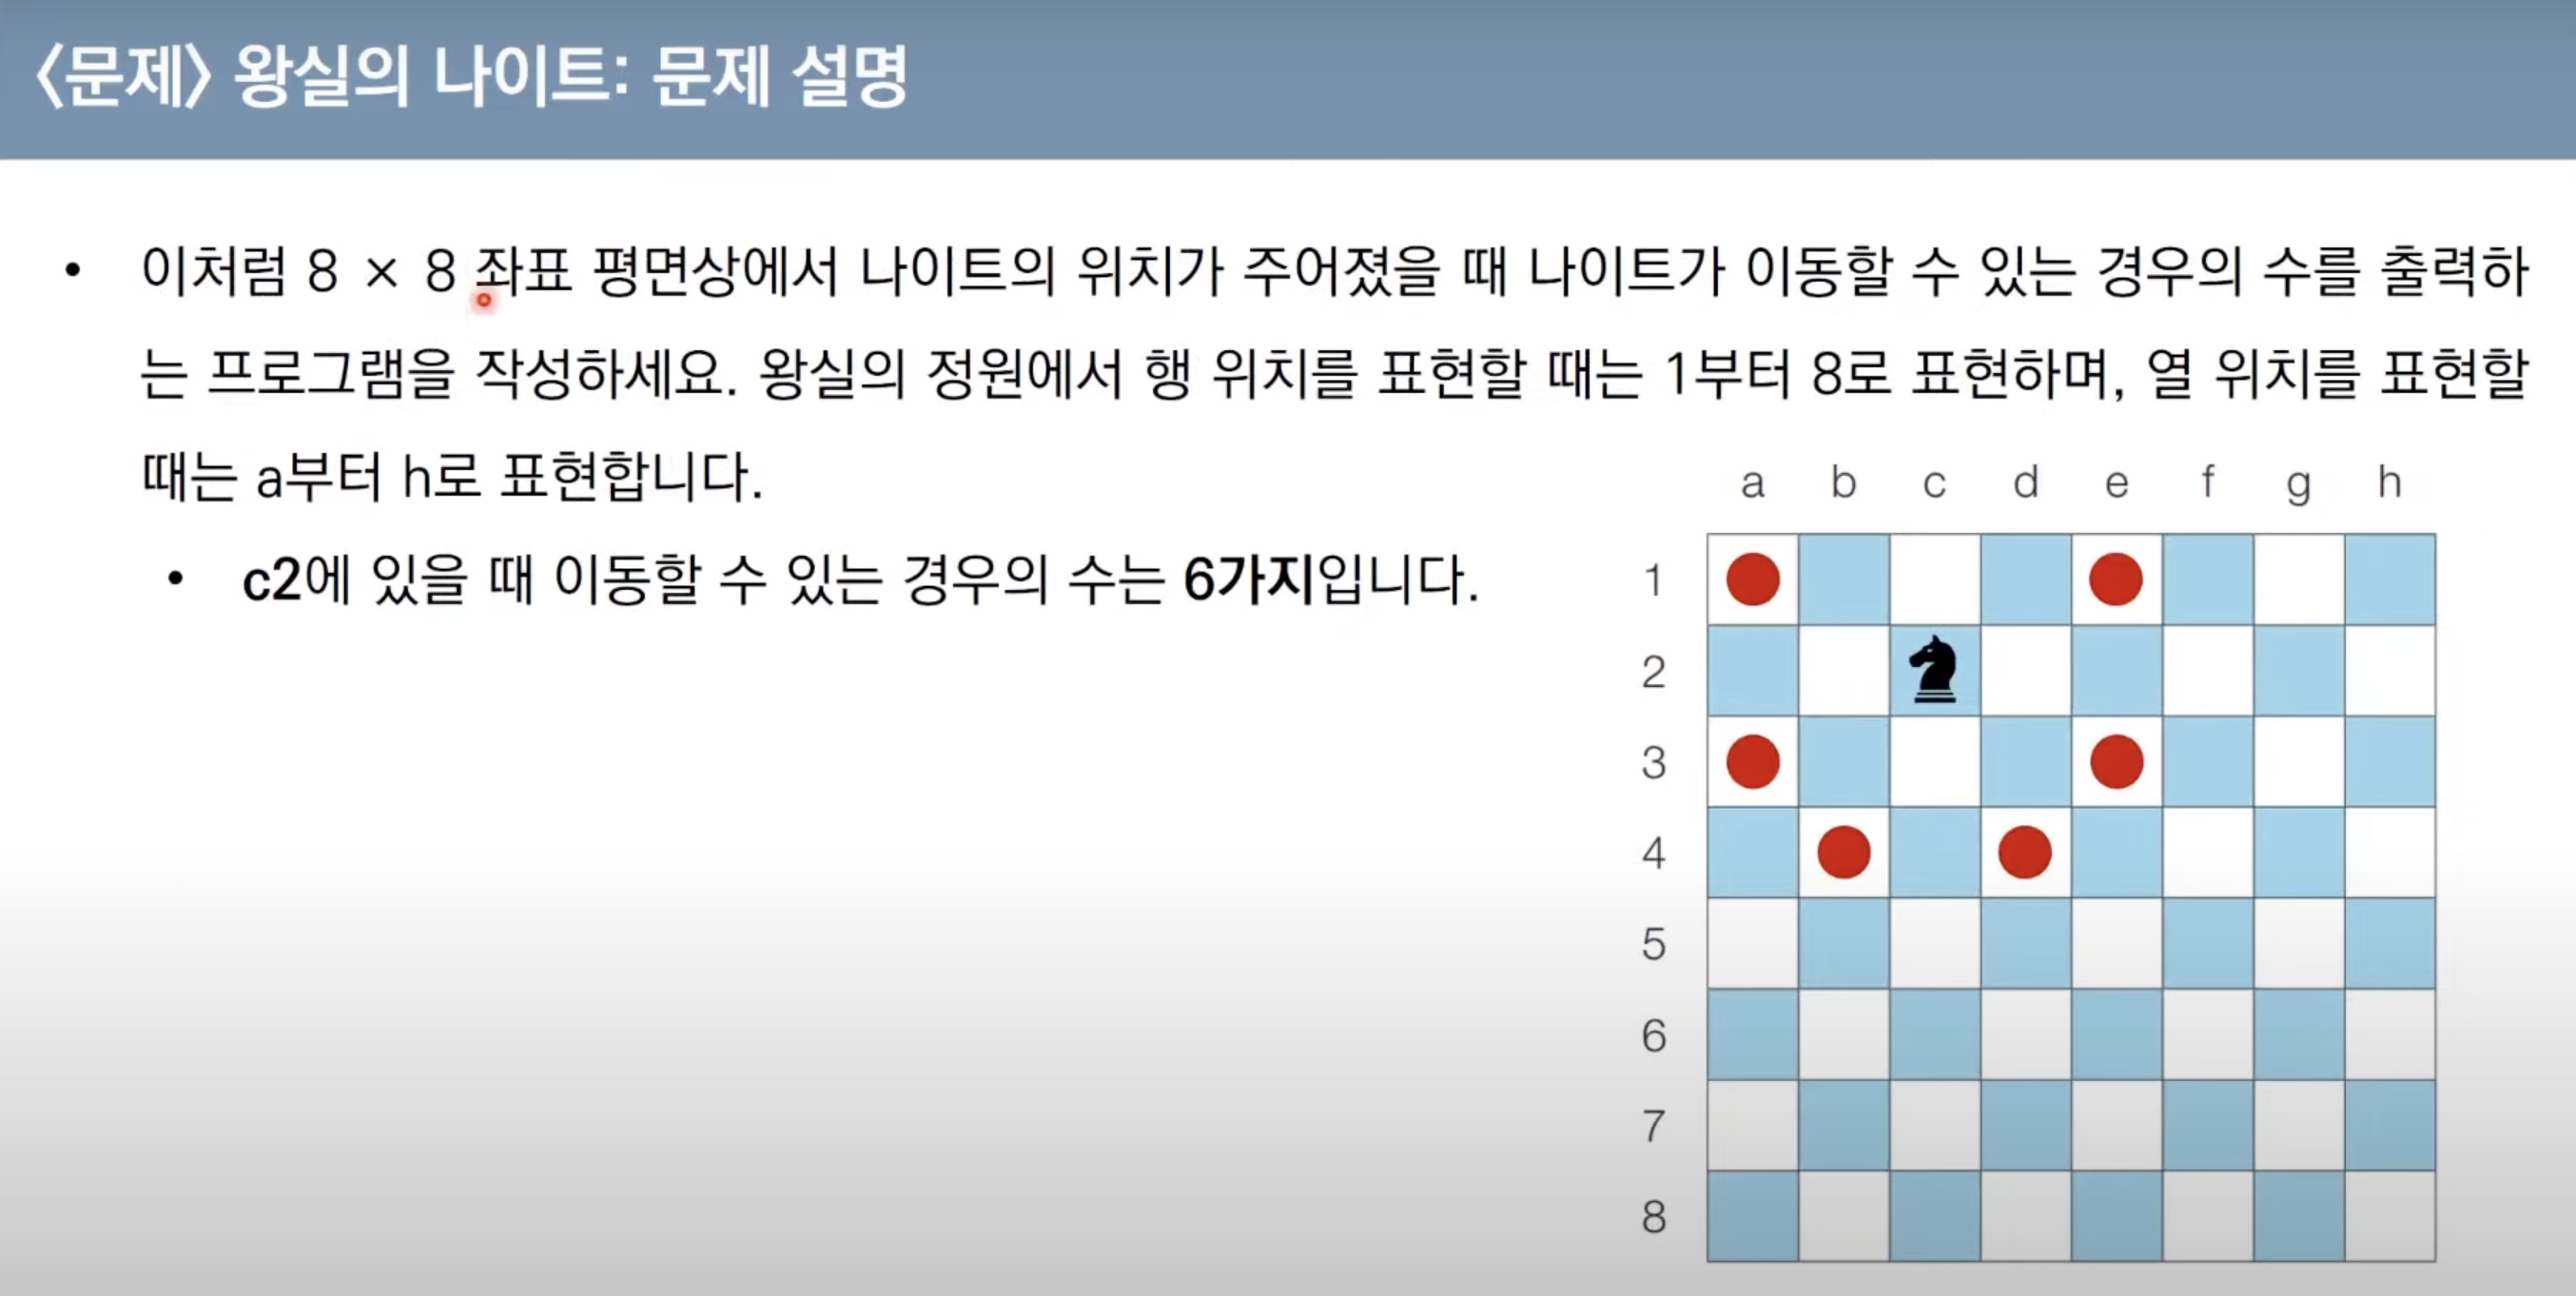 〈문제〉 왕실의 나이트: 문제 설명
• 이처럼 8 × 8 좌표 평면상에서 나이트의 위치가 주어졌을 때 나이트가 이동할 수 있는 경우의 수를 출력하
는 프로그램을 작성하세요. 왕실의 정원에서 행 위치를 표현할 때는 1부터 8로 표현하며, 열 위치를 표현할
때는 a부터 h로 표현합니다.
• c2에 있을 때 이동할 수 있는 경우의 수는 6가지입니다.
a b c d e f g h
1
2
3
4
5
6
7
8